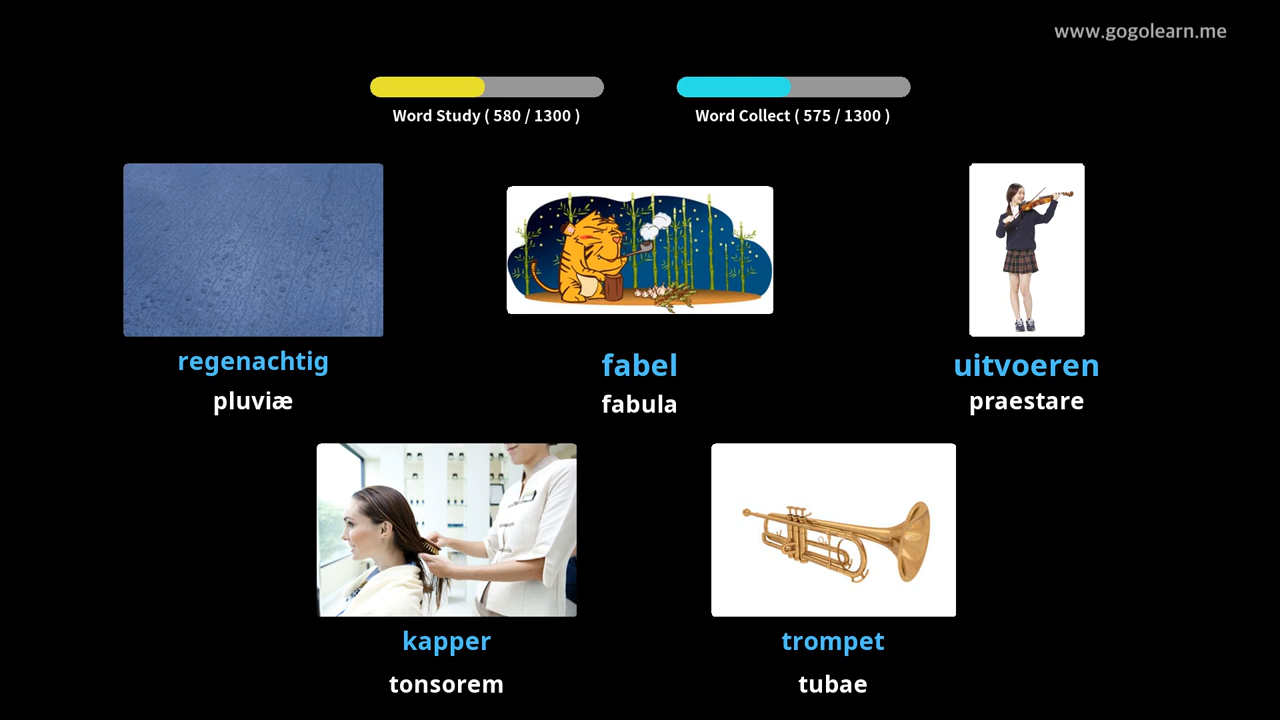 www.gogolearn.me
Word Study ( 580 / 1300 )
Word Collect ( 575 / 1300 )
regenachtig
pluviæ
fabel
fabula
uitvoeren
praestare
kapper
tonsorem
trompet
tubae